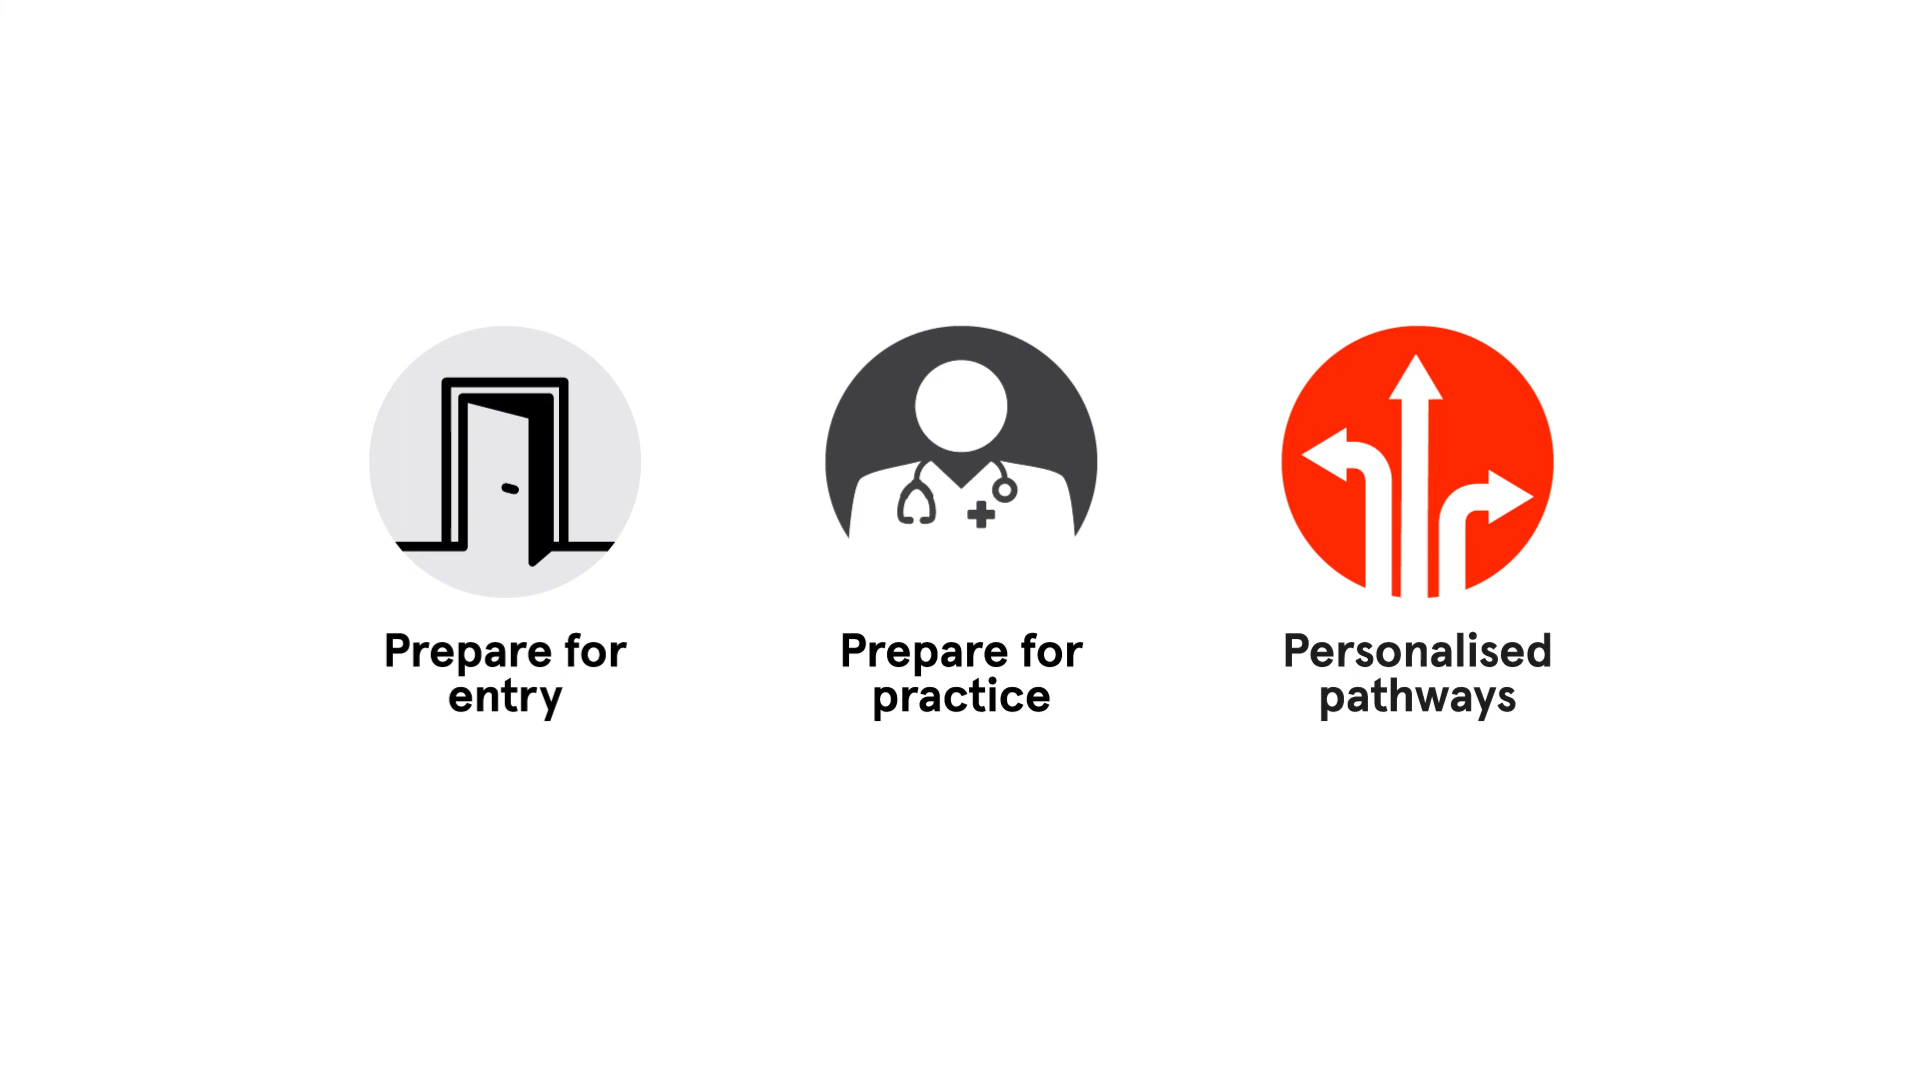 Prepare for
entry
Prepare for
practice
Personalised
pathways